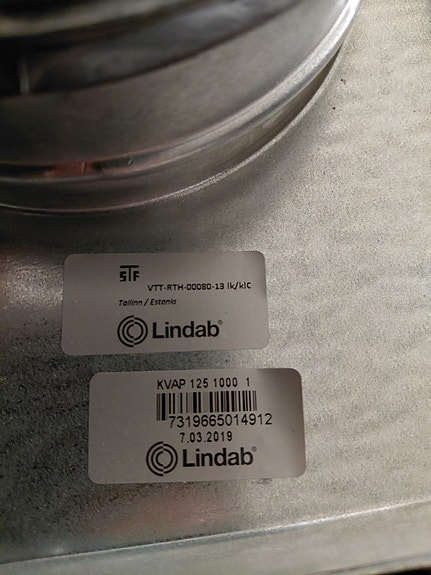 STF
VTT-RTH-00080-13 lk/klC
Tallinn / Estonia
Lindab®
KVAP 125 1000 1
7319665014912
7.03.2019
Lindab®